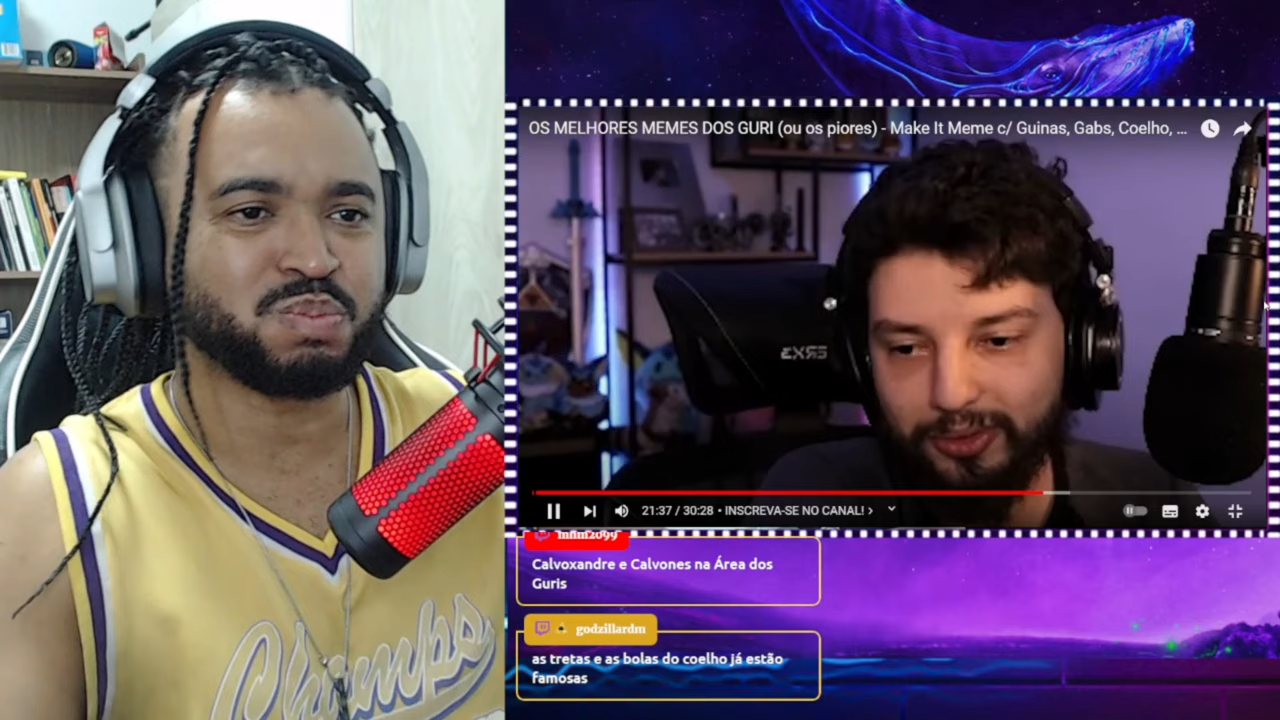 OS MELHORES MEMES DOS GURI (ou os piores) - Make It Meme c/ Guinas, Gabs, Coelho, ...
EXRS
21:37 / 30:28 • INSCREVA-SE NO CANAL! ›
mfm2099
Calvoxandre e Calvones na Área dos
Guris
godzillardm
as tretas e as bolas do coelho já estão
famosas
Champs